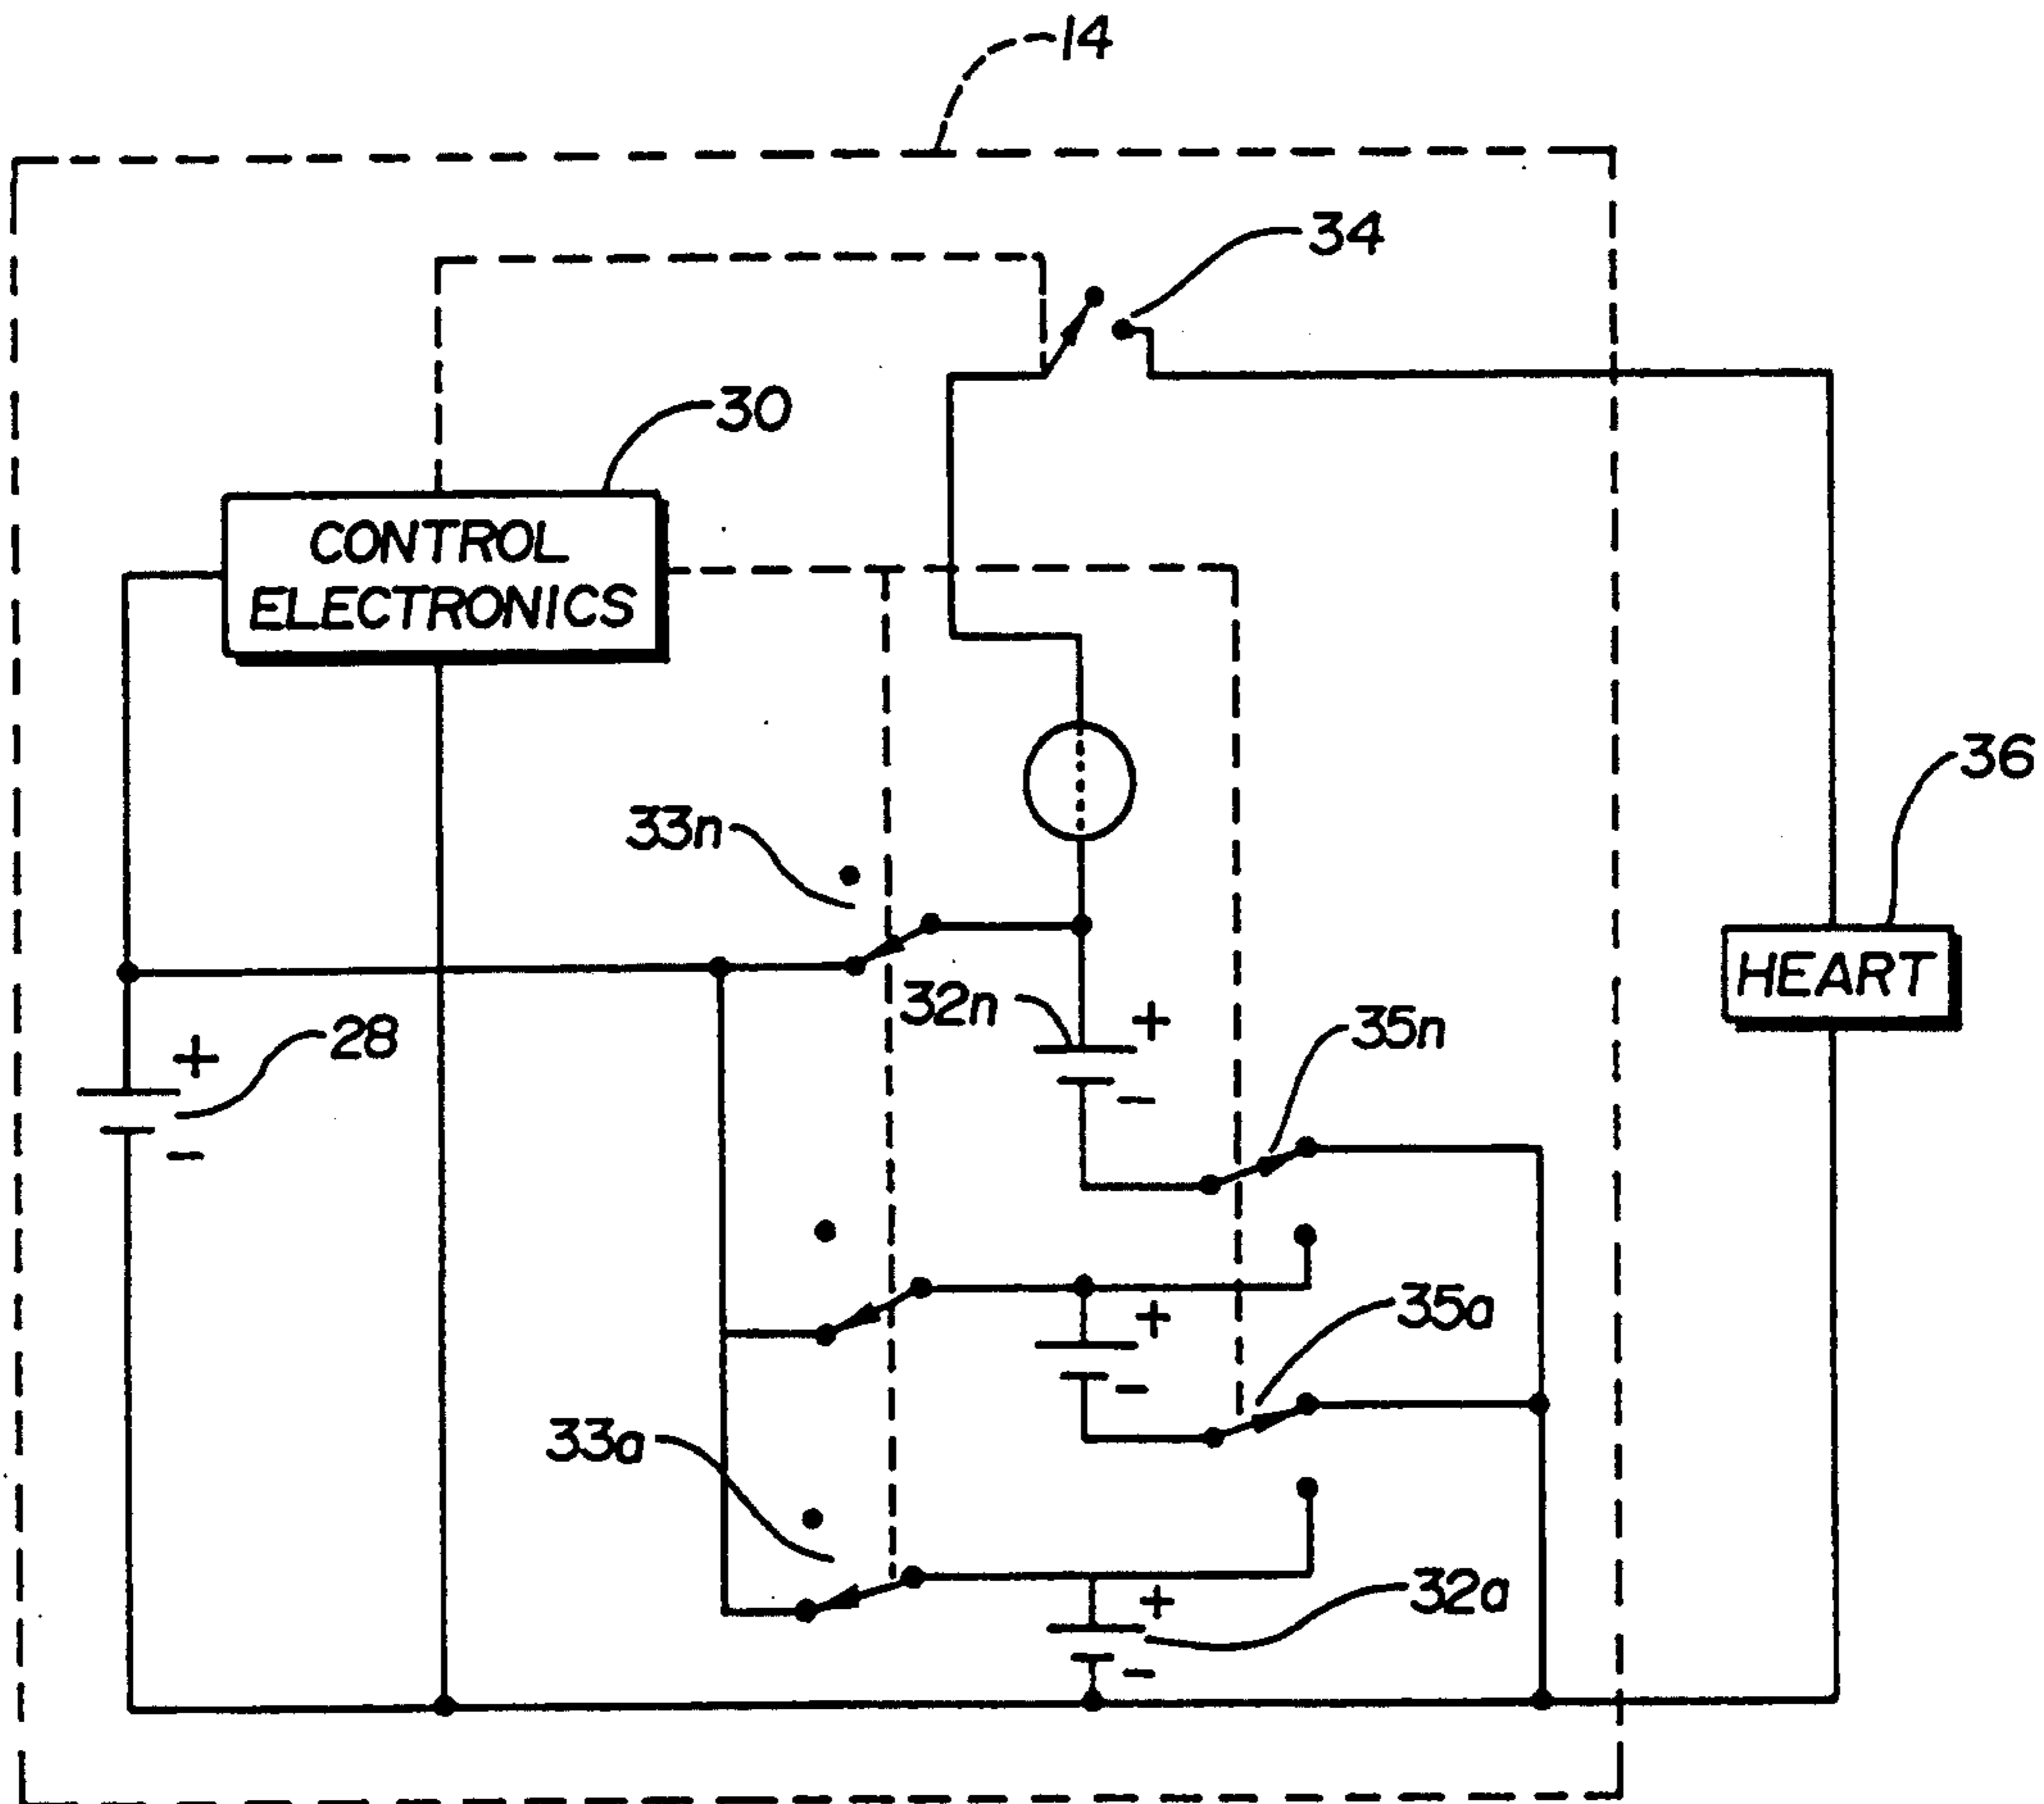 14
34
30
CONTROL
ELECTRONICS
36
33n
HEART
32n
+
35n
28
+
-
-
35a
+
-
33a
32a
+
-